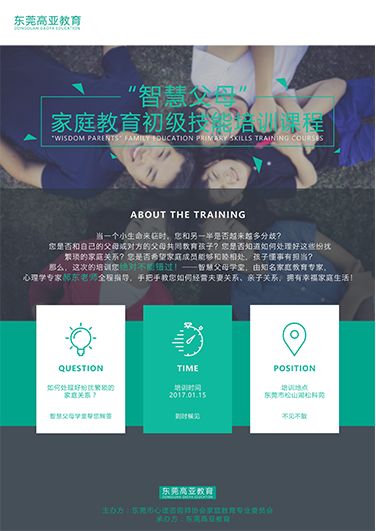 东莞高亚教育
DONGGUAN GAOYA EDUCATION
“智慧父母”
家庭教育初级技能培训课程
"WISDOM PARENTS" FAMILY EDUCATION PRIMARY SKILLS TRAINING COURSES
ABOUT THE TRAINING
当一个小生命来临时，您和另一半是否越来越多分歧？
您是否和自己的父母或对方的父母共同教育孩子？您是否知道如何处理好这些纷扰
繁琐的家庭关系？您是否希望家庭成员能够和睦相处，孩子懂事有担当？
那么，这次的培训您绝对不能错过！——智慧父母学堂，由知名家庭教育专家，
心理学专家郝东老师全程指导，手把手教您如何经营夫妻关系、亲子关系，拥有幸福家庭生活！
QUESTION
如何处理好纷扰繁琐的
家庭关系？
智慧父母学堂帮您解答
TIME
培训时间
2017.01.15
到时候见
POSITION
培训地点
东莞市松山湖松科苑
不见不散
东莞高亚教育
DONGGUAN GAOYA EDUCATION
主办方：东莞市心理咨询师协会家庭教育专业委员会
承办方：东莞高亚教育